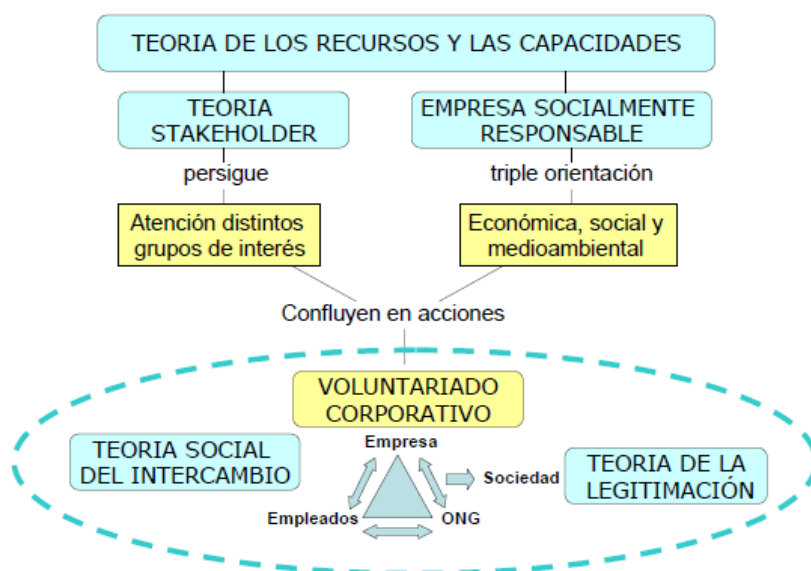 TEORIA DE LOS RECURSOS Y LAS CAPACIDADES
TEORIA
STAKEHOLDER
EMPRESA SOCIALMENTE
RESPONSABLE
persigue
triple orientación
Atención distintos
grupos de interés
Económica, social y
medioambiental
Confluyen en acciones
VOLUNTARIADO
CORPORATIVO
TEORIA SOCIAL
DEL INTERCAMBIO
Empresa
Sociedad
Empleados
ONG
TEORIA DE LA
LEGITIMACIÓN